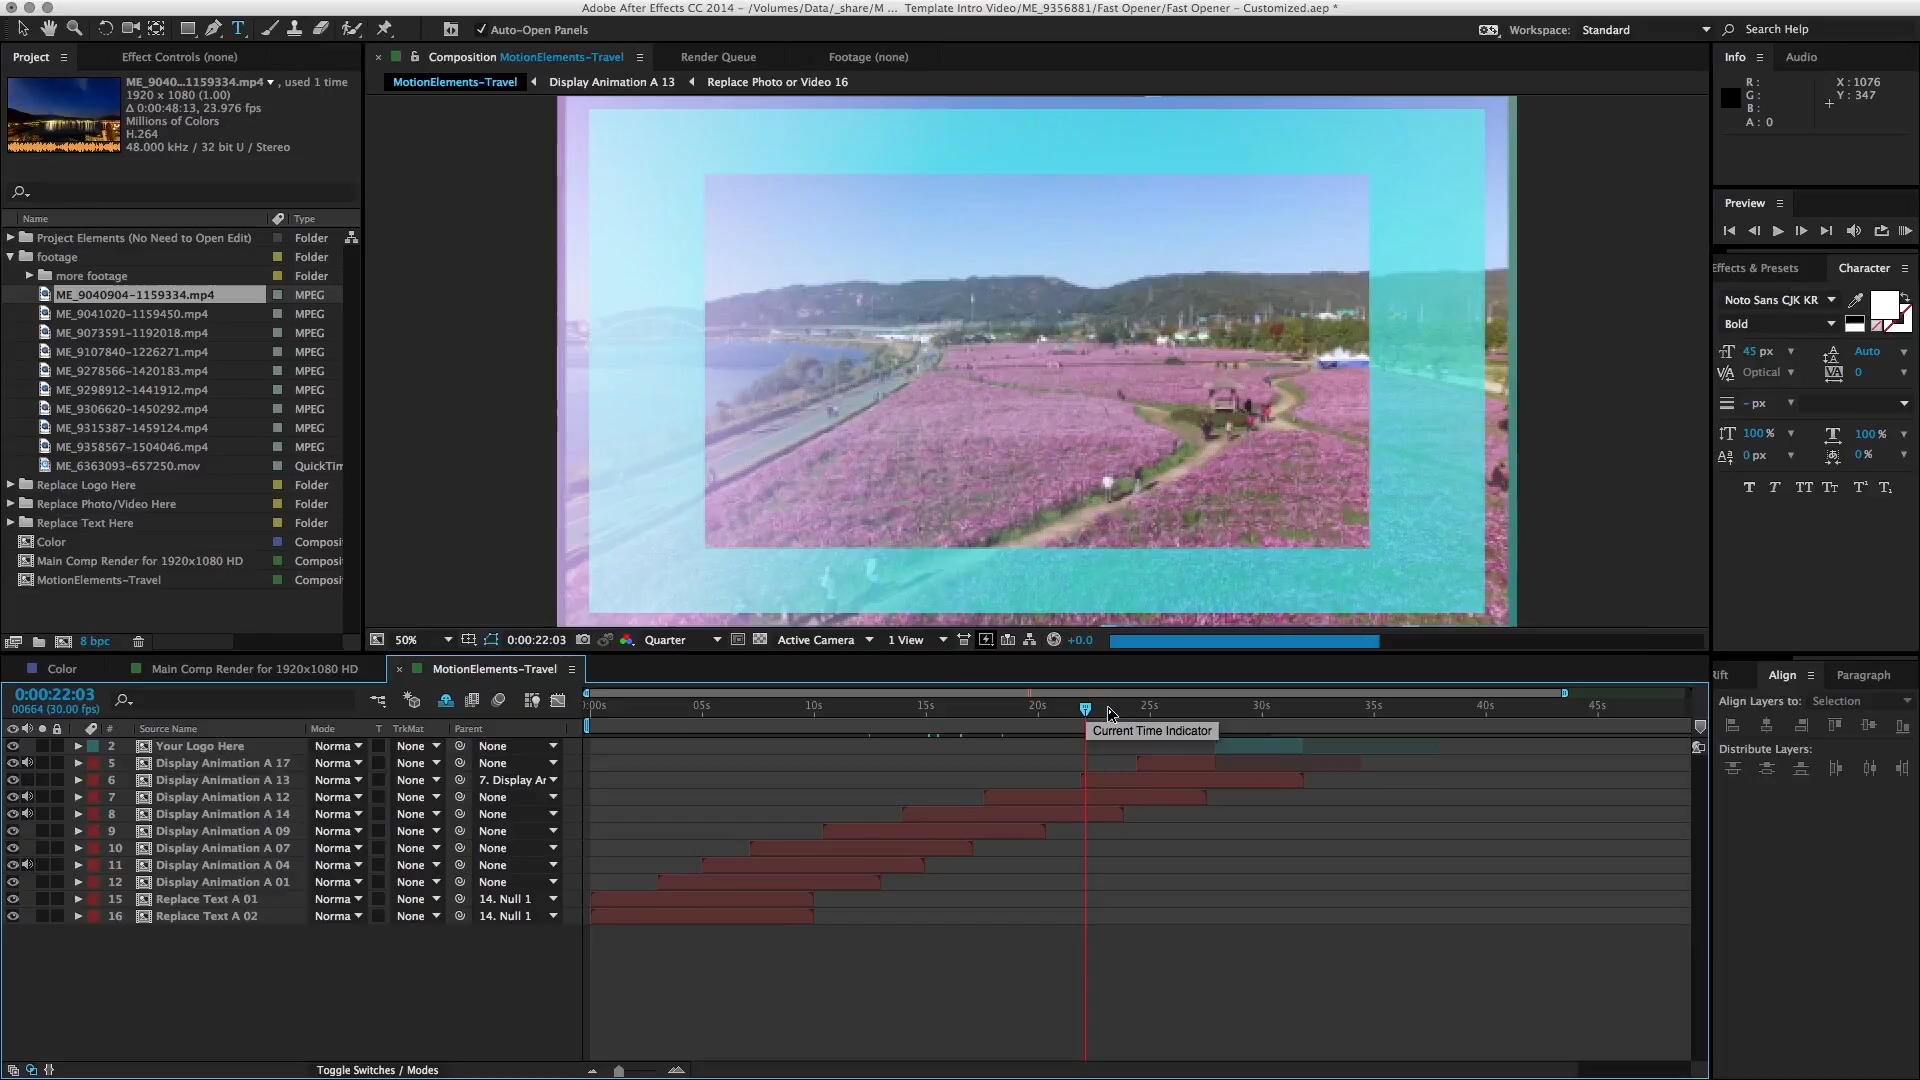 Adobe After Effects CC 2014 - /Volumes/Data/_share/M ... Template Intro Video/ME_9356881/Fast Opener/Fast Opener - Customized.aep *
Auto-Open Panels
Workspace: Standard
Search Help
Project
Effect Controls (none)
Composition MotionElements-Travel
Render Queue
Footage (none)
Info
Audio
MotionElements-Travel
Display Animation A 13
Replace Photo or Video 16
ME_9040...1159334.mp4 , used 1 time
1920 x 1080 (1.00)
Δ 0:00:48:13, 23.976 fps
Millions of Colors
H.264
48.000 kHz / 32 bit U / Stereo
R :
G :
B :
A : 0
X : 1076
Y : 347
Name
Type
Project Elements (No Need to Open Edit) Folder
footage Folder
more footage Folder
ME_9040904-1159334.mp4 MPEG
ME_9041020-1159450.mp4 MPEG
ME_9073591-1192018.mp4 MPEG
ME_9107840-1226271.mp4 MPEG
ME_9278566-1420183.mp4 MPEG
ME_9298912-1441912.mp4 MPEG
ME_9306620-1450292.mp4 MPEG
ME_9315387-1459124.mp4 MPEG
ME_9358567-1504046.mp4 MPEG
ME_6363093-657250.mov QuickTim
Replace Logo Here Folder
Replace Photo/Video Here Folder
Replace Text Here Folder
Color Composi
Main Comp Render for 1920x1080 HD Composi
MotionElements-Travel Composi
8 bpc
Preview
Effects & Presets
Character
Noto Sans CJK KR
Bold
45 px
Auto
Optical
0
- px
100 %
100 %
0 px
0 %
T T TT Tt T¹ T₁
50%
0:00:22:03
Quarter
Active Camera
1 View
+0.0
Color
Main Comp Render for 1920x1080 HD
MotionElements-Travel
rift
Align
Paragraph
0:00:22:03
00664 (30.00 fps)
):00s 05s 10s 15s 20s 25s 30s 35s 40s 45s
Current Time Indicator
Align Layers to: Selection
Distribute Layers:
# Source Name Mode T TrkMat Parent
2 Your Logo Here Norma None None
5 Display Animation A 17 Norma None None
6 Display Animation A 13 Norma None 7. Display Ar
7 Display Animation A 12 Norma None None
8 Display Animation A 14 Norma None None
9 Display Animation A 09 Norma None None
10 Display Animation A 07 Norma None None
11 Display Animation A 04 Norma None None
12 Display Animation A 01 Norma None None
15 Replace Text A 01 Norma None 14. Null 1
16 Replace Text A 02 Norma None 14. Null 1
Toggle Switches / Modes